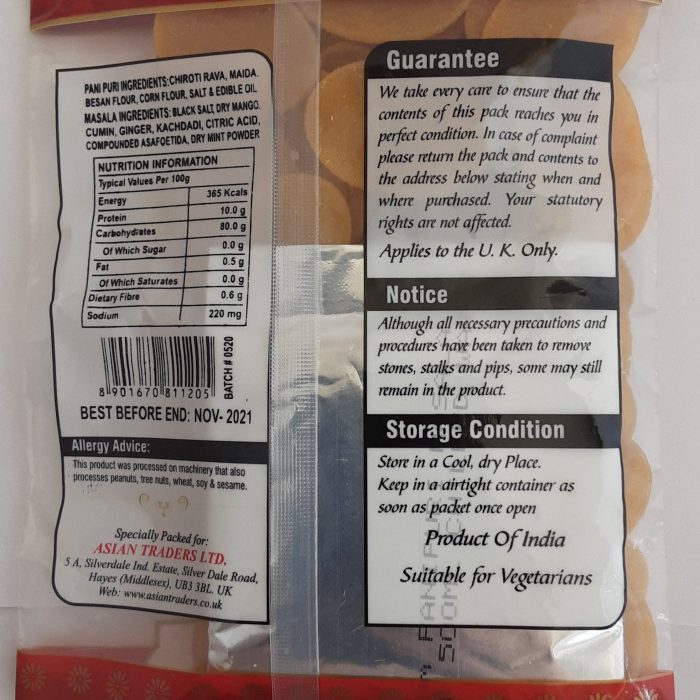 PANI PURI INGREDIENTS: CHIROTI RAVA, MAIDA.
BESAN FLOUR, CORN FLOUR, SALT & EDIBLE OIL
MASALA INGREDIENTS: BLACK SALT, DRY MANGO,
CUMIN, GINGER, KACHDADI, CITRIC ACID,
COMPOUNDED ASAFOETIDA, DRY MINT POWDER
NUTRITION INFORMATION
Typical Values Per 100g
Energy 365 Kcals
Protein 10.0 g
Carbohydrates 80.0 g
Of Which Sugar 0.0 g
Fat 0.5 g
Of Which Saturates 0.0 g
Dietary Fibre 0.6 g
Sodium 220 mg
8 901670 811205
BATCH # 0520
BEST BEFORE END: NOV- 2021
Allergy Advice:
This product was processed on machinery that also
processes peanuts, tree nuts, wheat, soy & sesame.
Specially Packed for:
ASIAN TRADERS LTD.
5 A, Silverdale Ind. Estate, Silver Dale Road,
Hayes (Middlesex), UB3 3BL. UK
Web: www.asiantraders.co.uk
Guarantee
We take every care to ensure that the
contents of this pack reaches you in
perfect condition. In case of complaint
please return the pack and contents to
the address below stating when and
where purchased. Your statutory
rights are not affected.
Applies to the U. K. Only.
Notice
Although all necessary precautions and
procedures have been taken to remove
stones, stalks and pips, some may still
remain in the product.
Storage Condition
Store in a Cool, dry Place.
Keep in airtight container as
soon as packet once open
Product Of India
Suitable for Vegetarians